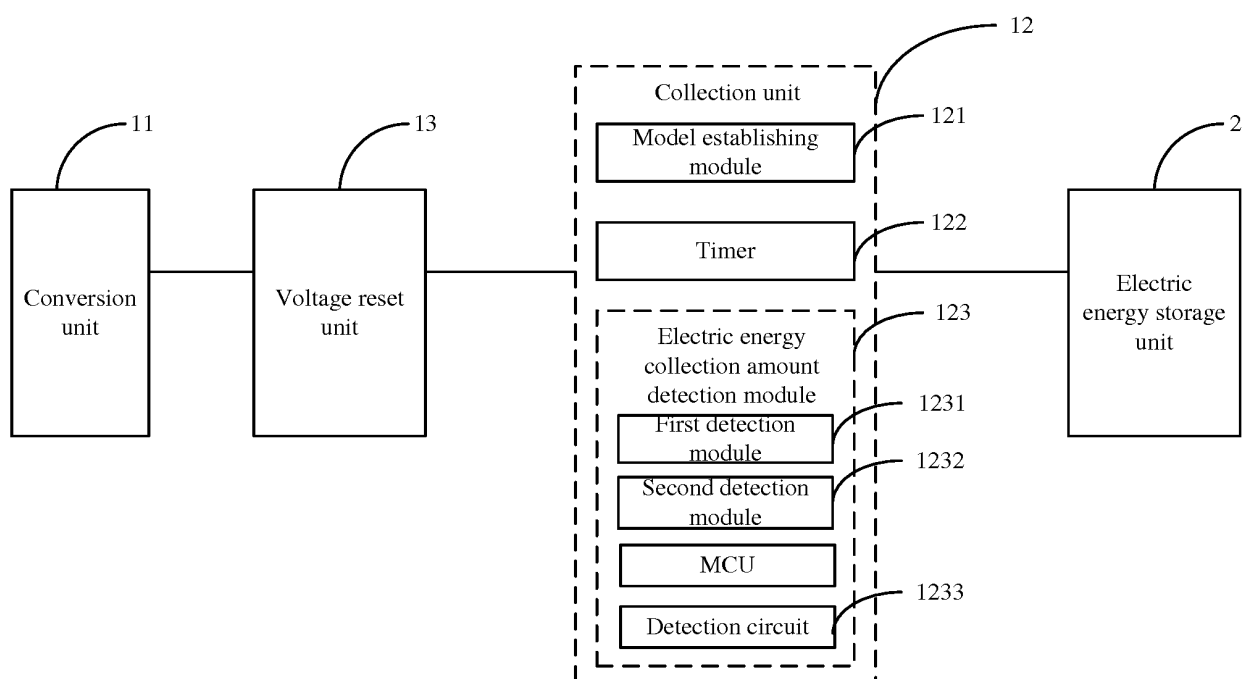 12
Collection unit
11
13
121
2
Model establishing
module
122
Timer
Conversion
unit
Voltage reset
unit
Electric
energy storage
unit
123
Electric energy
collection amount
detection module
1231
First detection
module
1232
Second detection
module
MCU
1233
Detection circuit